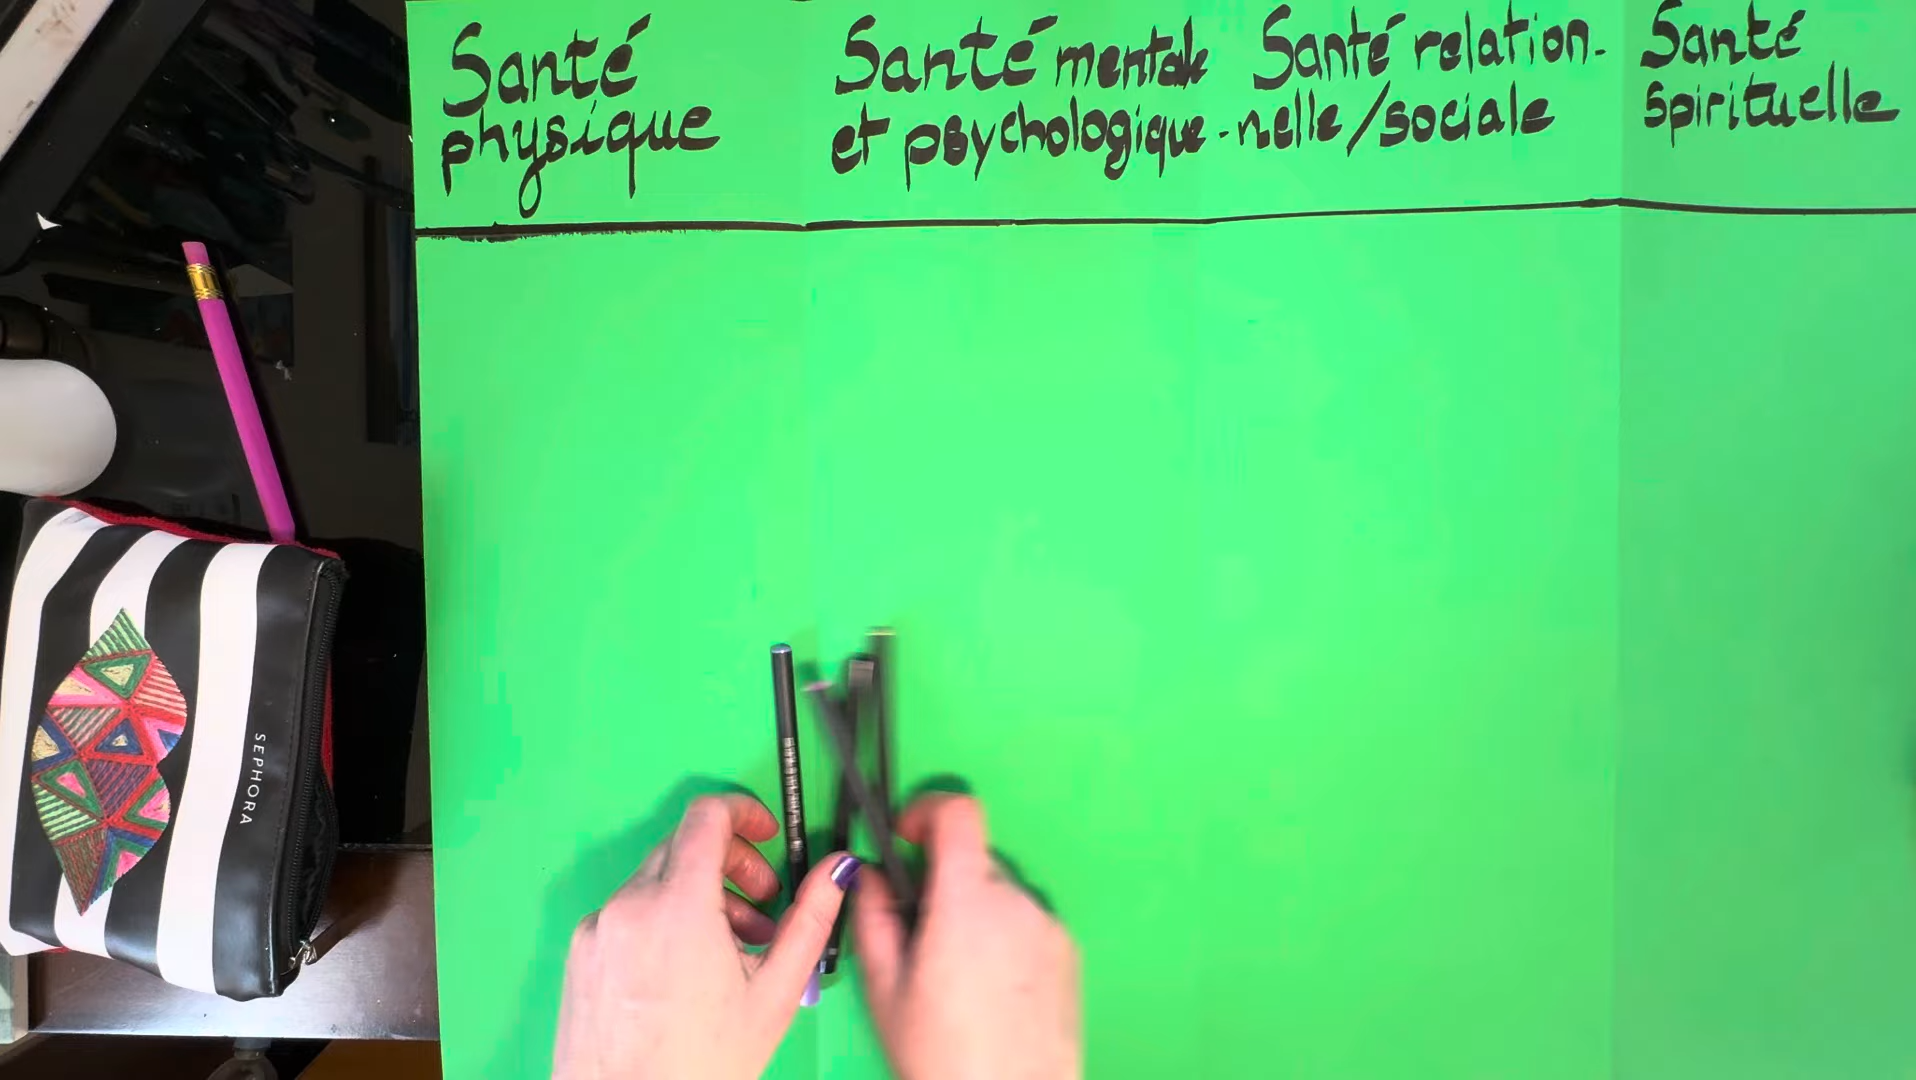 Santé
physique
Santé mentale
et psychologique
Santé relation-
-nelle/sociale
Santé
spirituelle
SEPHORA